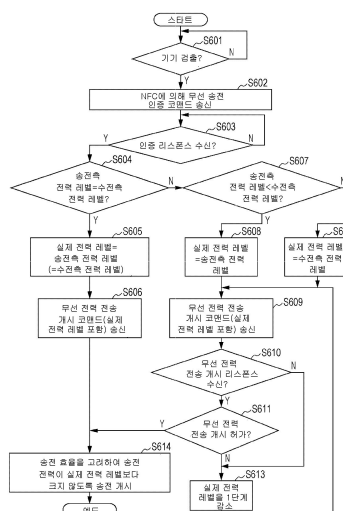 스타트
S601
기기 검출?
N
Y
S602
NFC에 의해 무선 송전
인증 코맨드 송신
S603
Y
인증 리스폰스 수신?
N
S604
송전측
전력 레벨=수전측
전력 레벨?
N
Y
S607
송전측
전력 레벨<수전측
전력 레벨?
N
Y
S605
실제 전력 레벨=
송전측 전력 레벨
(=수전측 전력 레벨)
S608
실제 전력 레벨
=송전측 전력
레벨
실제 전력 레벨
=수전측 전력
레벨
S606
무선 전력 전송
개시 코맨드(실제
전력 레벨 포함) 송신
S609
무선 전력 전송
개시 코맨드(실제
전력 레벨 포함) 송신
S610
무선 전력
전송 개시 리스폰스
수신?
N
Y
S611
Y
무선 전력
전송 개시 허가?
N
S614
송전 효율을 고려하여 송전
전력이 실제 전력 레벨보다
크지 않도록 송전 개시
S613
실제 전력
레벨을 1단계
감소
엔드